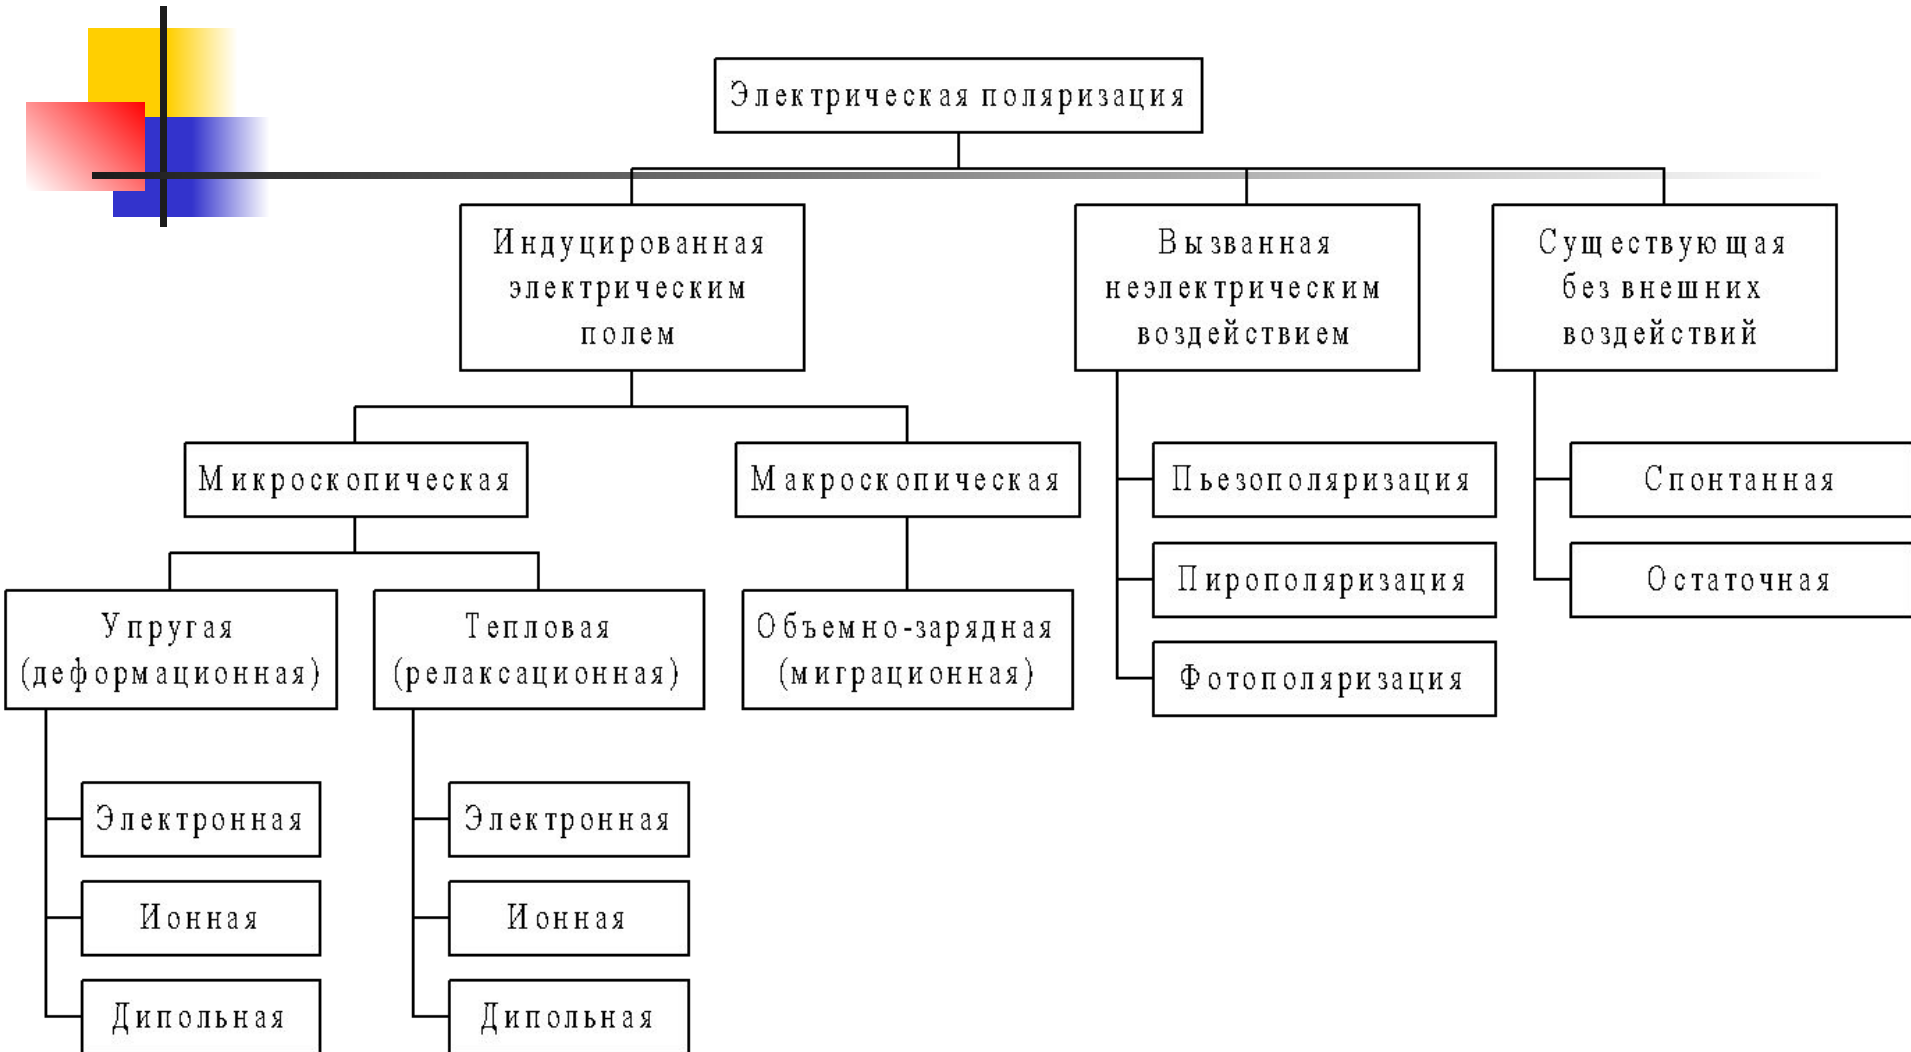 Электрическая поляризация
Индуцированная
электрическим
полем
Вызванная
неэлектрическим
воздействием
Существующая
без внешних
воздействий
Микроскопическая
Макроскопическая
Пьезополяризация
Спонтанная
Пирополяризация
Остаточная
Упругая
(деформационная)
Тепловая
(релаксационная)
Объемно-зарядная
(миграционная)
Фотополяризация
Электронная
Электронная
Ионная
Ионная
Дипольная
Дипольная